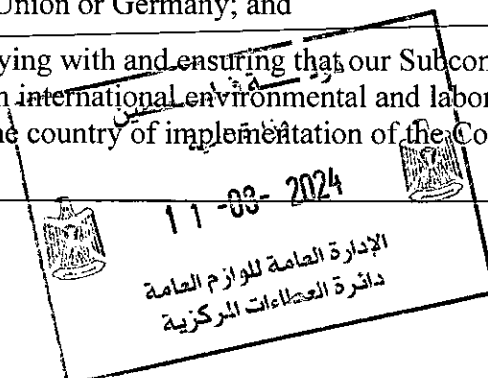 Union or Germany; and
ying with and ensuring that our Subcon
n international environmental and labor
ne country of implementation of the Co
11-03-2024
الإدارة العامة للوازم العامة
دائرة العطاءات المركزية